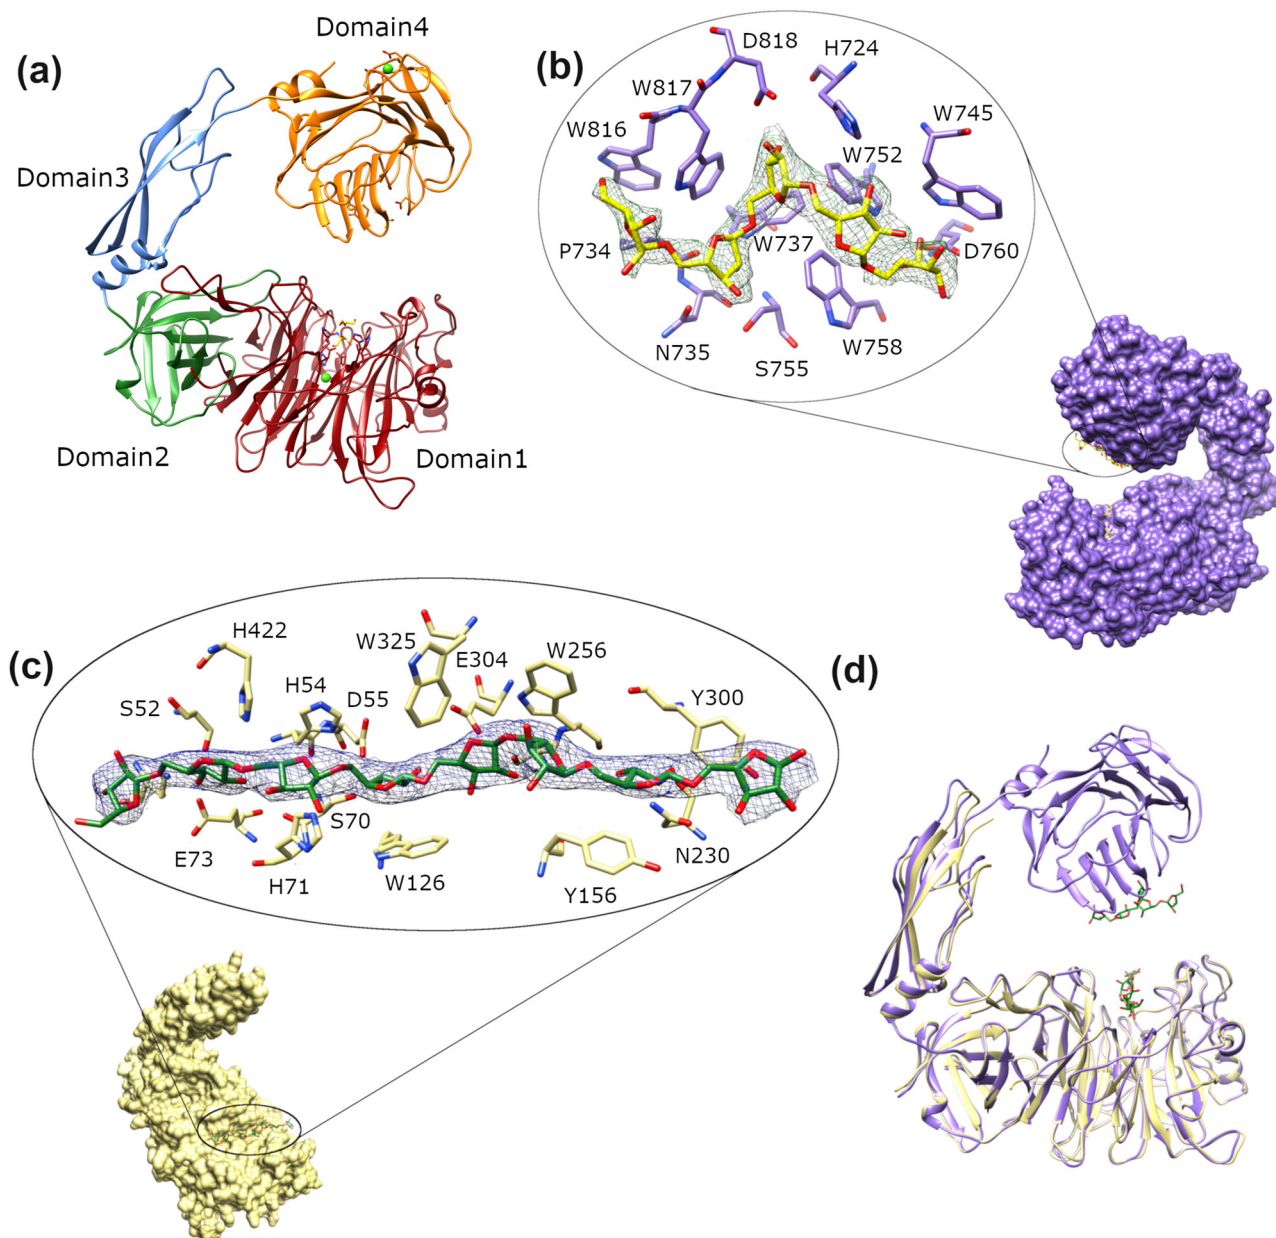 (a)
Domain4
Domain3
Domain2
Domain1
(b)
D818
H724
W817
W745
W816
W752
P734
W737
D760
N735
S755
W758
(c)
H422
W325
E304
W256
H54
D55
Y300
S52
S70
E73
H71
W126
Y156
N230
(d)